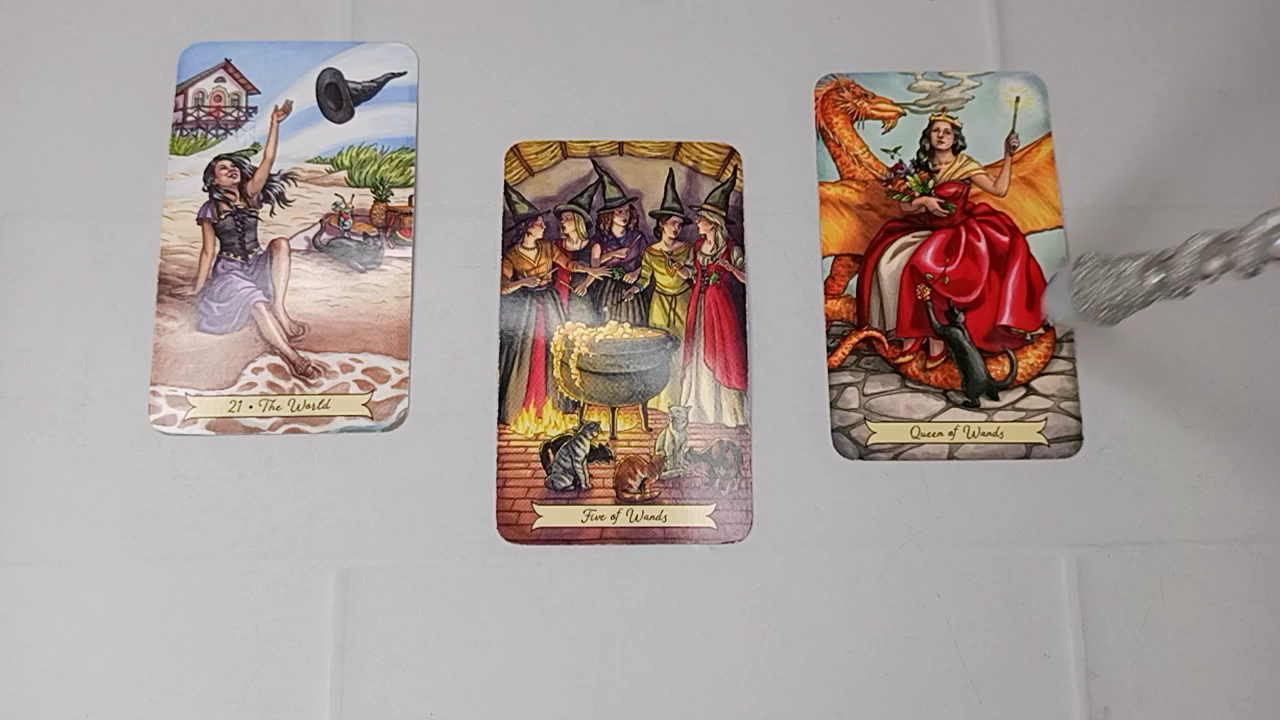 21 • The World
Five of Wands
Queen of Wands